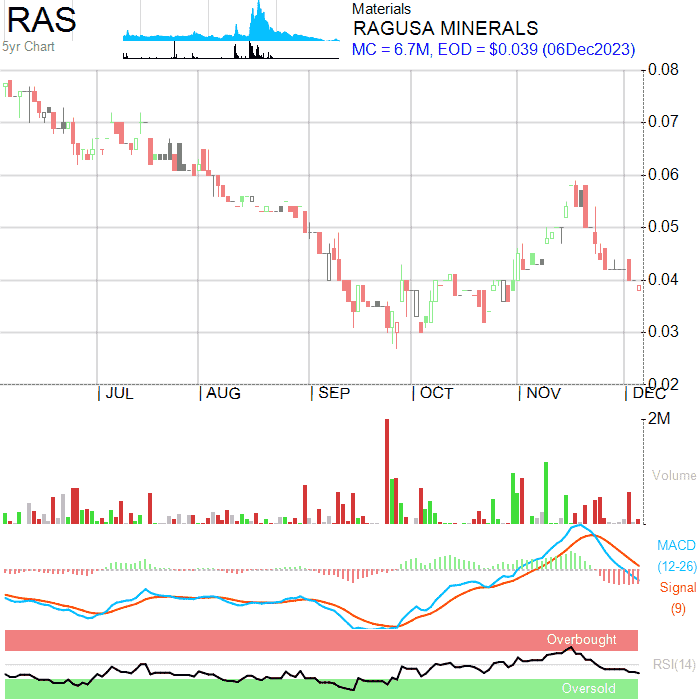 RAS
5yr Chart
Materials
RAGUSA MINERALS
MC = 6.7M, EOD = $0.039 (06Dec2023)
0.08
0.07
0.06
0.05
0.04
0.03
0.02
JUL AUG SEP OCT NOV DEC
2M
Volume
MACD
(12-26)
Signal
(9)
Overbought
RSI(14)
Oversold